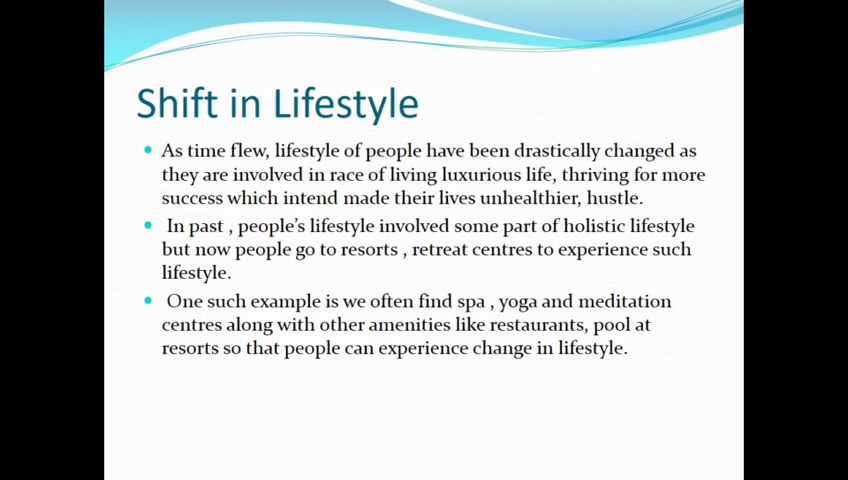 Shift in Lifestyle
• As time flew, lifestyle of people have been drastically changed as
they are involved in race of living luxurious life, thriving for more
success which intend made their lives unhealthier, hustle.
• In past , people's lifestyle involved some part of holistic lifestyle
but now people go to resorts , retreat centres to experience such
lifestyle.
• One such example is we often find spa , yoga and meditation
centres along with other amenities like restaurants, pool at
resorts so that people can experience change in lifestyle.